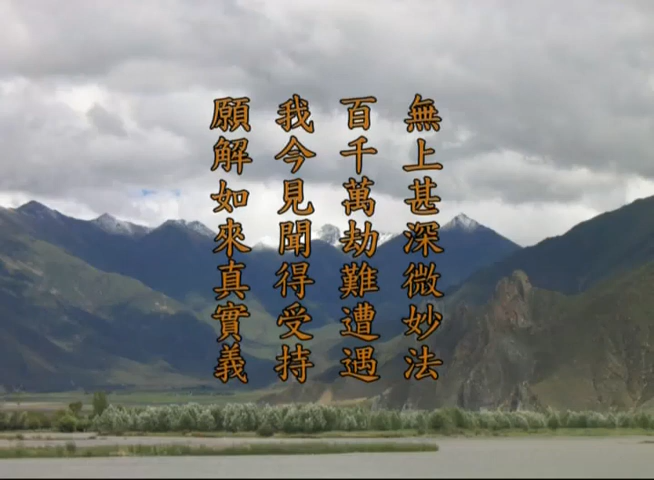 無上甚深微妙法
百千萬劫難遭遇
我今見聞得受持
願解如來真實義